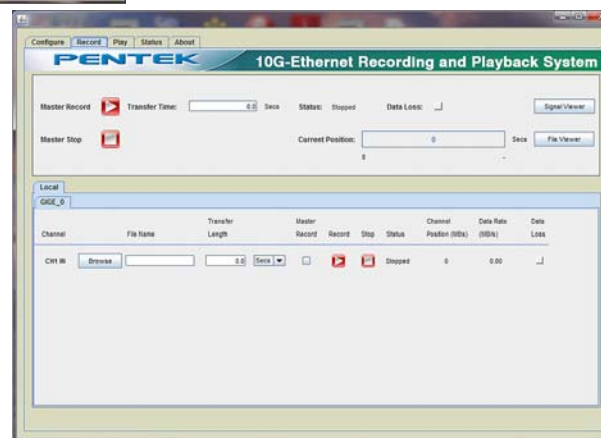 Configure Record Play Status About
PENTEK 10G-Ethernet Recording and Playback System
Master Record Transfer Time: 0.0 Secs Status: Stopped Data Loss: Signal Viewer
Master Stop Current Position: 0 Secs File Viewer
0 -
Local
GIGE_0
Transfer Master Channel Data Rate Data
Channel File Name Length Record Record Stop Status Position (MBs) (MB/s) Loss
CH1 IN Browse 0.0 Secs Stopped 0 0.00